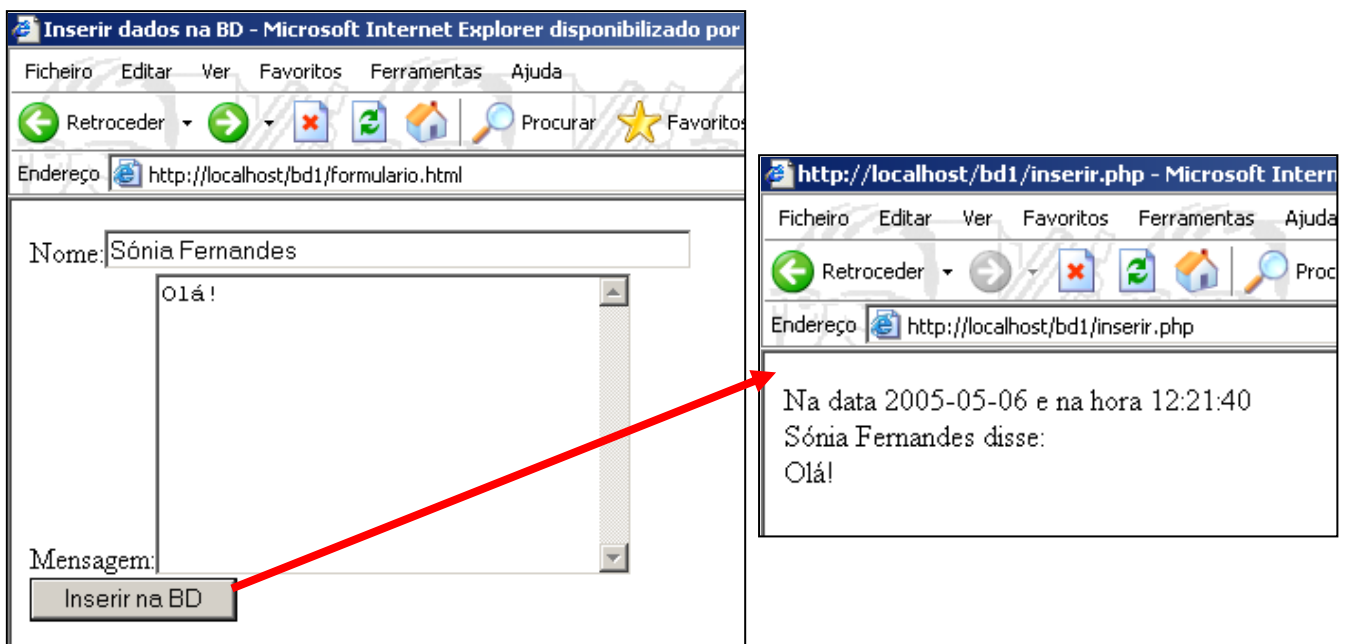 Inserir dados na BD - Microsoft Internet Explorer disponibilizado por
Ficheiro Editar Ver Favoritos Ferramentas Ajuda
Retroceder Procurar Favoritos
Endereço http://localhost/bd1/formulario.html
Nome: Sónia Fernandes
Olá!
Mensagem:
Inserir na BD
http://localhost/bd1/inserir.php - Microsoft Intern
Ficheiro Editar Ver Favoritos Ferramentas Ajuda
Retroceder Proc
Endereço http://localhost/bd1/inserir.php
Na data 2005-05-06 e na hora 12:21:40
Sónia Fernandes disse:
Olá!